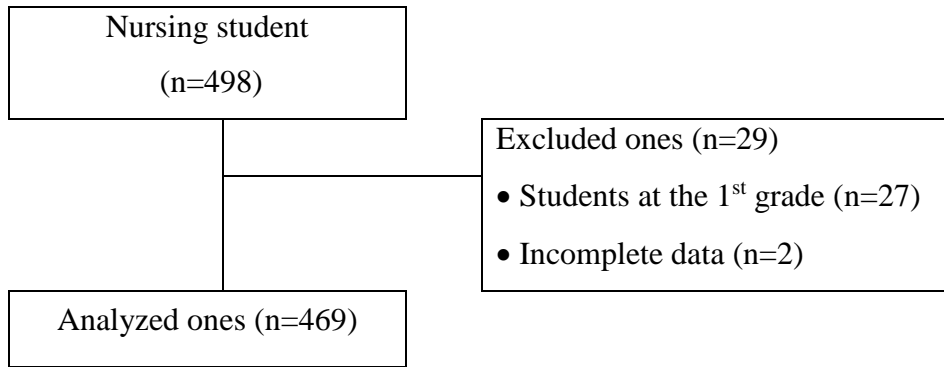 Nursing student
(n=498)
Excluded ones (n=29)
• Students at the 1st grade (n=27)
• Incomplete data (n=2)
Analyzed ones (n=469)